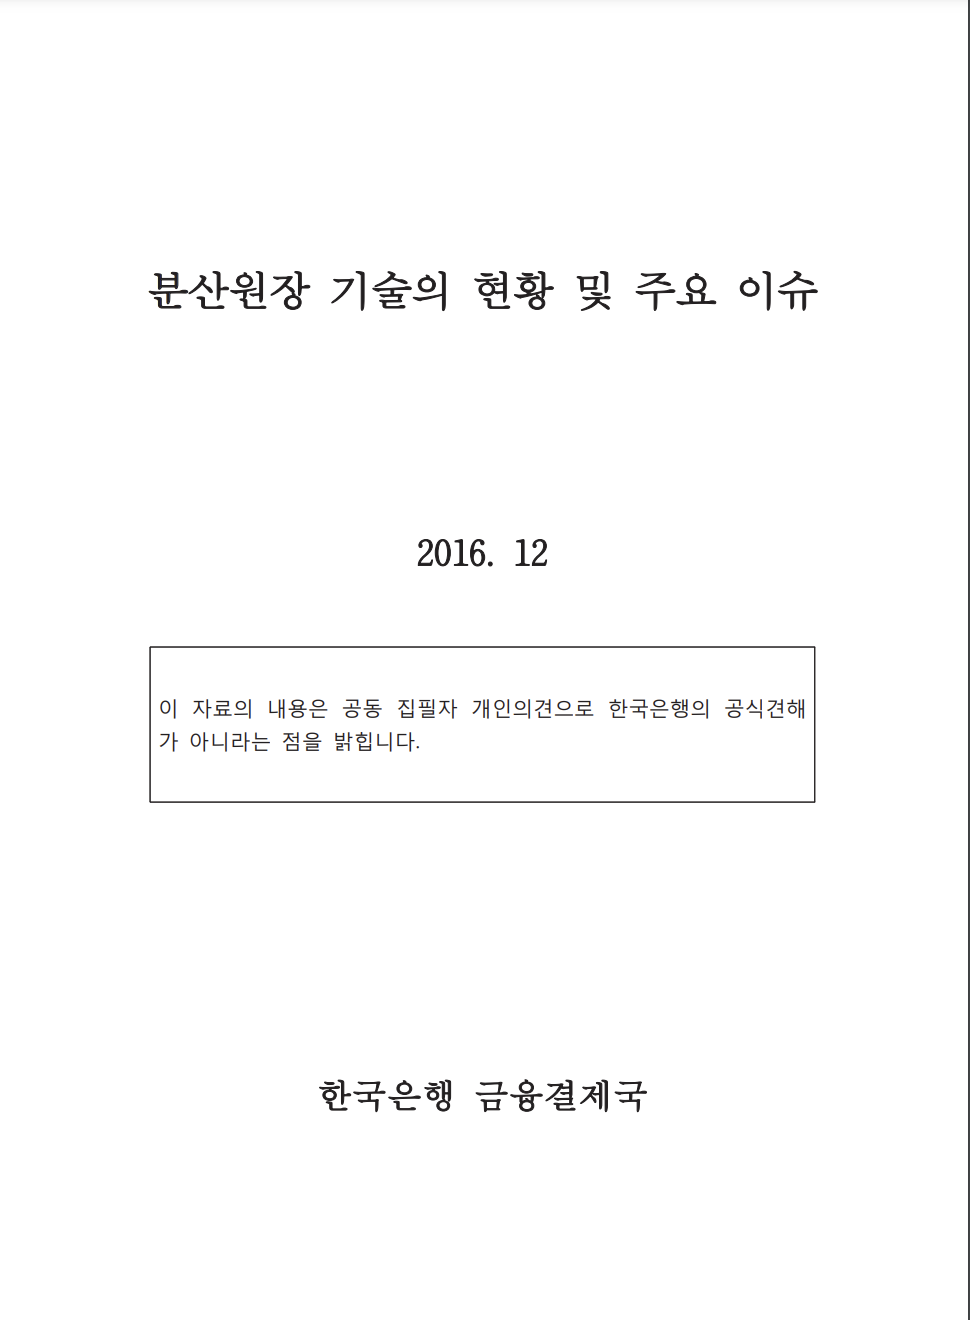 분산원장 기술의 현황 및 주요 이슈
2016. 12
이 자료의 내용은 공동 집필자 개인의견으로 한국은행의 공식견해
가 아니라는 점을 밝힙니다.
한국은행 금융결제국